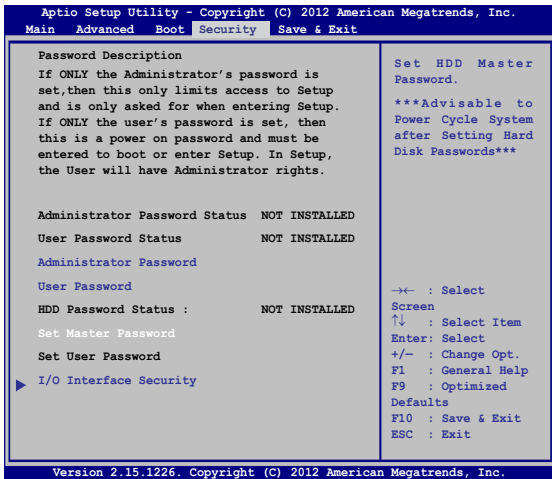 Aptio Setup Utility - Copyright (C) 2012 American Megatrends, Inc.
Main Advanced Boot Security Save & Exit
Password Description
If ONLY the Administrator's password is
set,then this only limits access to Setup
and is only asked for when entering Setup.
If ONLY the user's password is set, then
this is a power on password and must be
entered to boot or enter Setup. In Setup,
the User will have Administrator rights.
Administrator Password Status NOT INSTALLED
User Password Status NOT INSTALLED
Administrator Password
User Password
HDD Password Status : NOT INSTALLED
Set Master Password
Set User Password
I/O Interface Security
Set HDD Master
Password.
***Advisable to
Power Cycle System
after Setting Hard
Disk Passwords***
→← : Select
Screen
↑↓ : Select Item
Enter: Select
+/— : Change Opt.
F1 : General Help
F9 : Optimized
Defaults
F10 : Save & Exit
ESC : Exit
Version 2.15.1226. Copyright (C) 2012 American Megatrends, Inc.